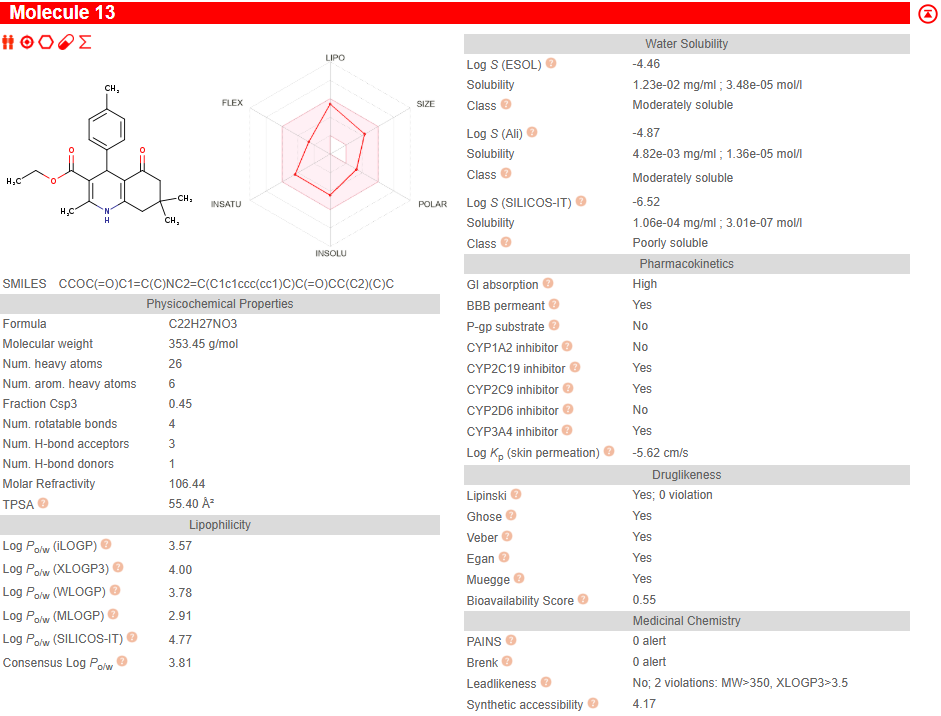 Molecule 13
LIPO
FLEX
SIZE
INSATU
POLAR
INSOLU
CH₃
O
O
H₃C
O
H₃C
N
H
CH₃
CH₃
SMILES CCOC(=O)C1=C(C)NC2=C(C1c1ccc(cc1)C)C(=O)CC(C2)(C)C
Physicochemical Properties
Formula C22H27NO3
Molecular weight 353.45 g/mol
Num. heavy atoms 26
Num. arom. heavy atoms 6
Fraction Csp3 0.45
Num. rotatable bonds 4
Num. H-bond acceptors 3
Num. H-bond donors 1
Molar Refractivity 106.44
TPSA ? 55.40 Å²
Lipophilicity
Log Po/w (iLOGP) ? 3.57
Log Po/w (XLOGP3) ? 4.00
Log Po/w (WLOGP) ? 3.78
Log Po/w (MLOGP) ? 2.91
Log Po/w (SILICOS-IT) ? 4.77
Consensus Log Po/w ? 3.81
Water Solubility
Log S (ESOL) ? -4.46
Solubility 1.23e-02 mg/ml ; 3.48e-05 mol/l
Class ? Moderately soluble
Log S (Ali) ? -4.87
Solubility 4.82e-03 mg/ml ; 1.36e-05 mol/l
Class ? Moderately soluble
Log S (SILICOS-IT) ? -6.52
Solubility 1.06e-04 mg/ml ; 3.01e-07 mol/l
Class ? Poorly soluble
Pharmacokinetics
GI absorption ? High
BBB permeant ? Yes
P-gp substrate ? No
CYP1A2 inhibitor ? No
CYP2C19 inhibitor ? Yes
CYP2C9 inhibitor ? Yes
CYP2D6 inhibitor ? No
CYP3A4 inhibitor ? Yes
Log Kp (skin permeation) ? -5.62 cm/s
Druglikeness
Lipinski ? Yes; 0 violation
Ghose ? Yes
Veber ? Yes
Egan ? Yes
Muegge ? Yes
Bioavailability Score ? 0.55
Medicinal Chemistry
PAINS ? 0 alert
Brenk ? 0 alert
Leadlikeness ? No; 2 violations: MW>350, XLOGP3>3.5
Synthetic accessibility ? 4.17